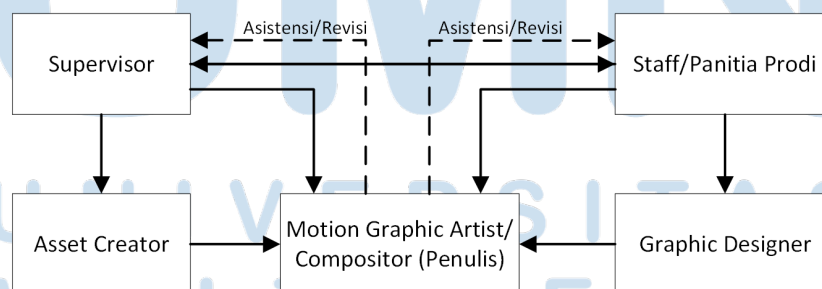 Asistensi/Revisi
Asistensi/Revisi
Supervisor
Staff/Panitia Prodi
Asset Creator
Motion Graphic Artist/
Compositor (Penulis)
Graphic Designer